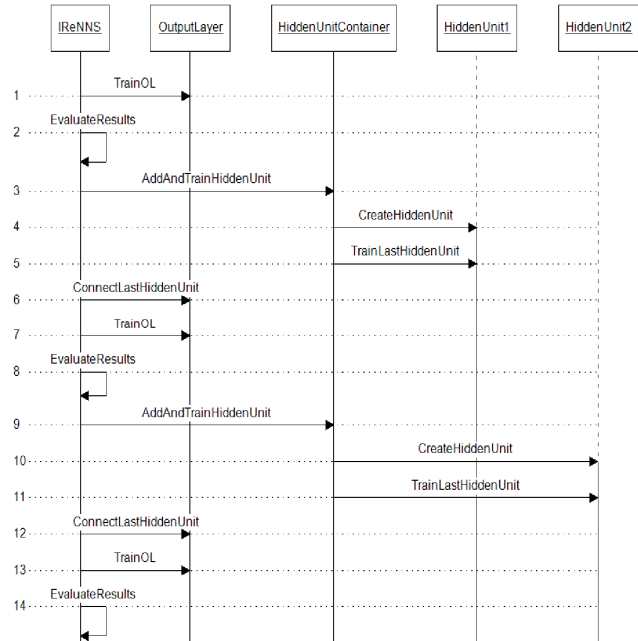 IReNNS OutputLayer HiddenUnitContainer HiddenUnit1 HiddenUnit2
TrainOL
1
EvaluateResults
2
AddAndTrainHiddenUnit
3
CreateHiddenUnit
4
TrainLastHiddenUnit
5
ConnectLastHiddenUnit
6
TrainOL
7
EvaluateResults
8
AddAndTrainHiddenUnit
9
CreateHiddenUnit
10
TrainLastHiddenUnit
11
ConnectLastHiddenUnit
12
TrainOL
13
EvaluateResults
14